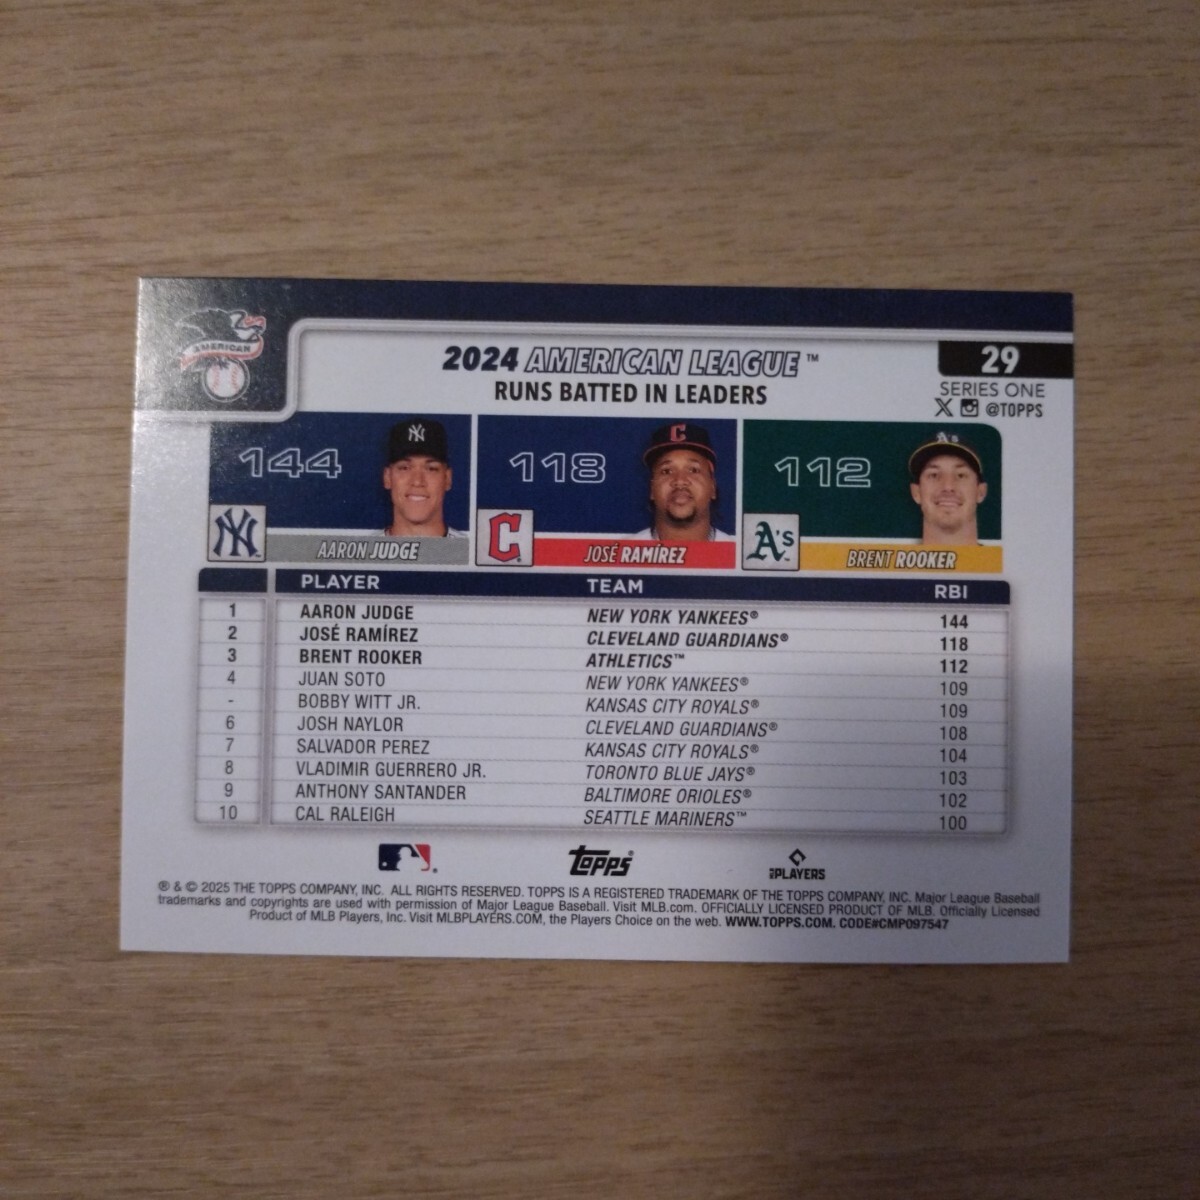 AMERICAN
2024 AMERICAN LEAGUE™
RUNS BATTED IN LEADERS
29
SERIES ONE
X @TOPPS
144
NY
AARON JUDGE
118
C
C
JOSÉ RAMÍREZ
112
A's
A's
BRENT ROOKER
PLAYER TEAM RBI
1 AARON JUDGE NEW YORK YANKEES® 144
2 JOSÉ RAMÍREZ CLEVELAND GUARDIANS® 118
3 BRENT ROOKER ATHLETICS™ 112
4 JUAN SOTO NEW YORK YANKEES® 109
- BOBBY WITT JR. KANSAS CITY ROYALS® 109
6 JOSH NAYLOR CLEVELAND GUARDIANS® 108
7 SALVADOR PEREZ KANSAS CITY ROYALS® 104
8 VLADIMIR GUERRERO JR. TORONTO BLUE JAYS® 103
9 ANTHONY SANTANDER BALTIMORE ORIOLES® 102
10 CAL RALEIGH SEATTLE MARINERS™ 100
Topps®
PLAYERS
® & © 2025 THE TOPPS COMPANY, INC. ALL RIGHTS RESERVED. TOPPS IS A REGISTERED TRADEMARK OF THE TOPPS COMPANY, INC. Major League Baseball
trademarks and copyrights are used with permission of Major League Baseball. Visit MLB.com. OFFICIALLY LICENSED PRODUCT OF MLB. Officially Licensed
Product of MLB Players, Inc. Visit MLBPLAYERS.COM, the Players Choice on the web. WWW.TOPPS.COM. CODE#CMP097547